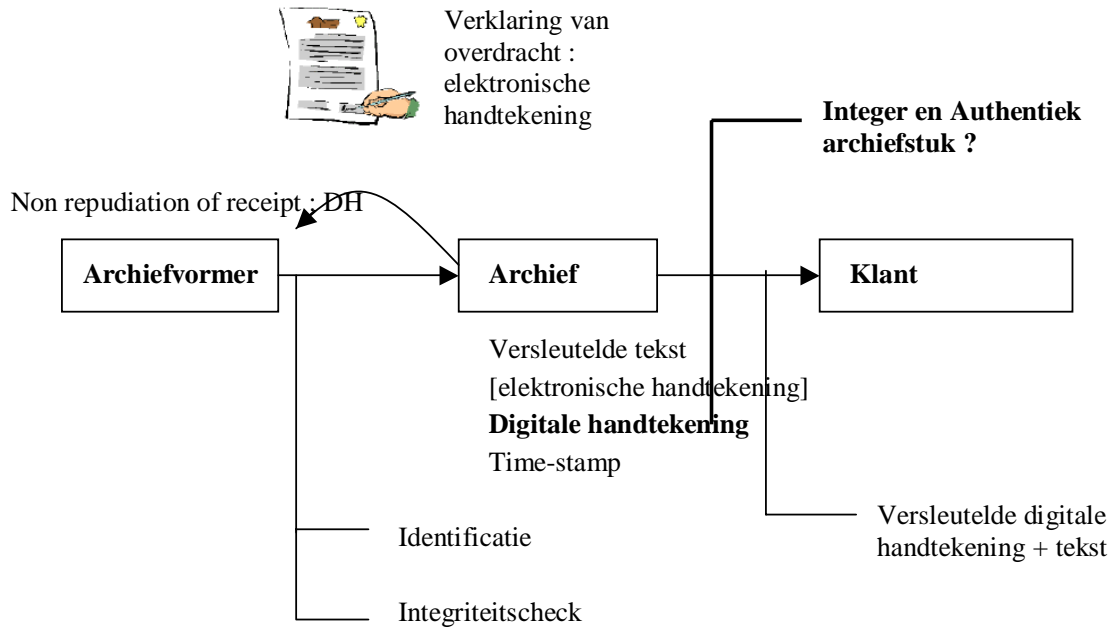 Verklaring van
overdracht :
elektronische
handtekening
Integer en Authentiek
archiefstuk ?
Non repudiation of receipt : DH
Archiefvormer
Archief
Klant
Versleutelde tekst
[elektronische handtekening]
Digitale handtekening
Time-stamp
Identificatie
Integriteitscheck
Versleutelde digitale
handtekening + tekst